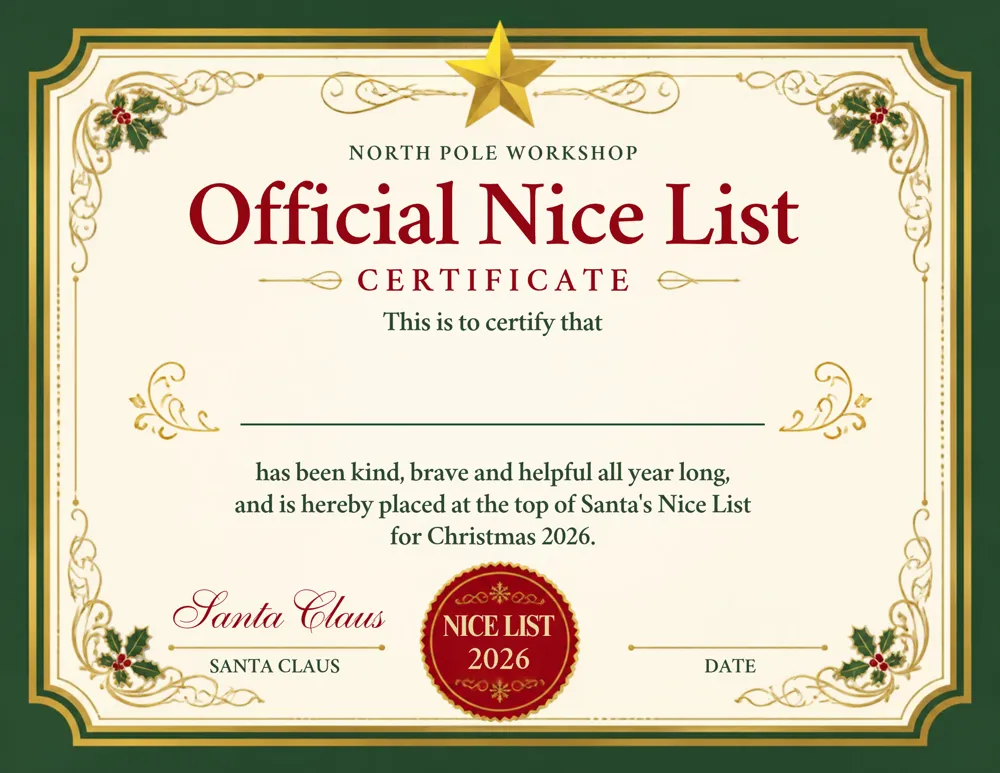 NORTH POLE WORKSHOP
Official Nice List
CERTIFICATE
This is to certify that
has been kind, brave and helpful all year long,
and is hereby placed at the top of Santa's Nice List
for Christmas 2026.
Santa Claus
SANTA CLAUS
NICE LIST
2026
DATE